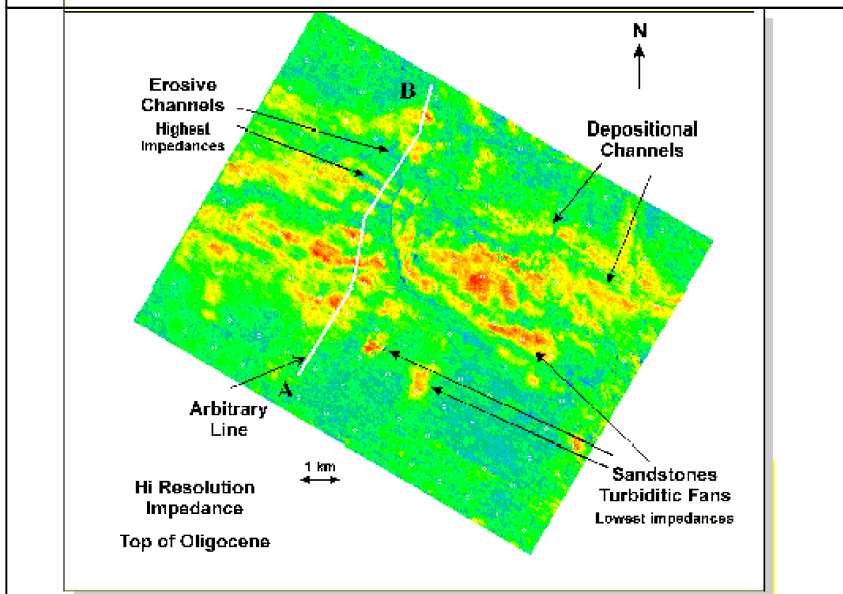 N
B
Erosive
Channels
Highest
Impedances
Depositional
Channels
A
Arbitrary
Line
1 km
Hi Resolution
Impedance
Top of Oligocene
Sandstones
Turbiditic Fans
Lowest impedances